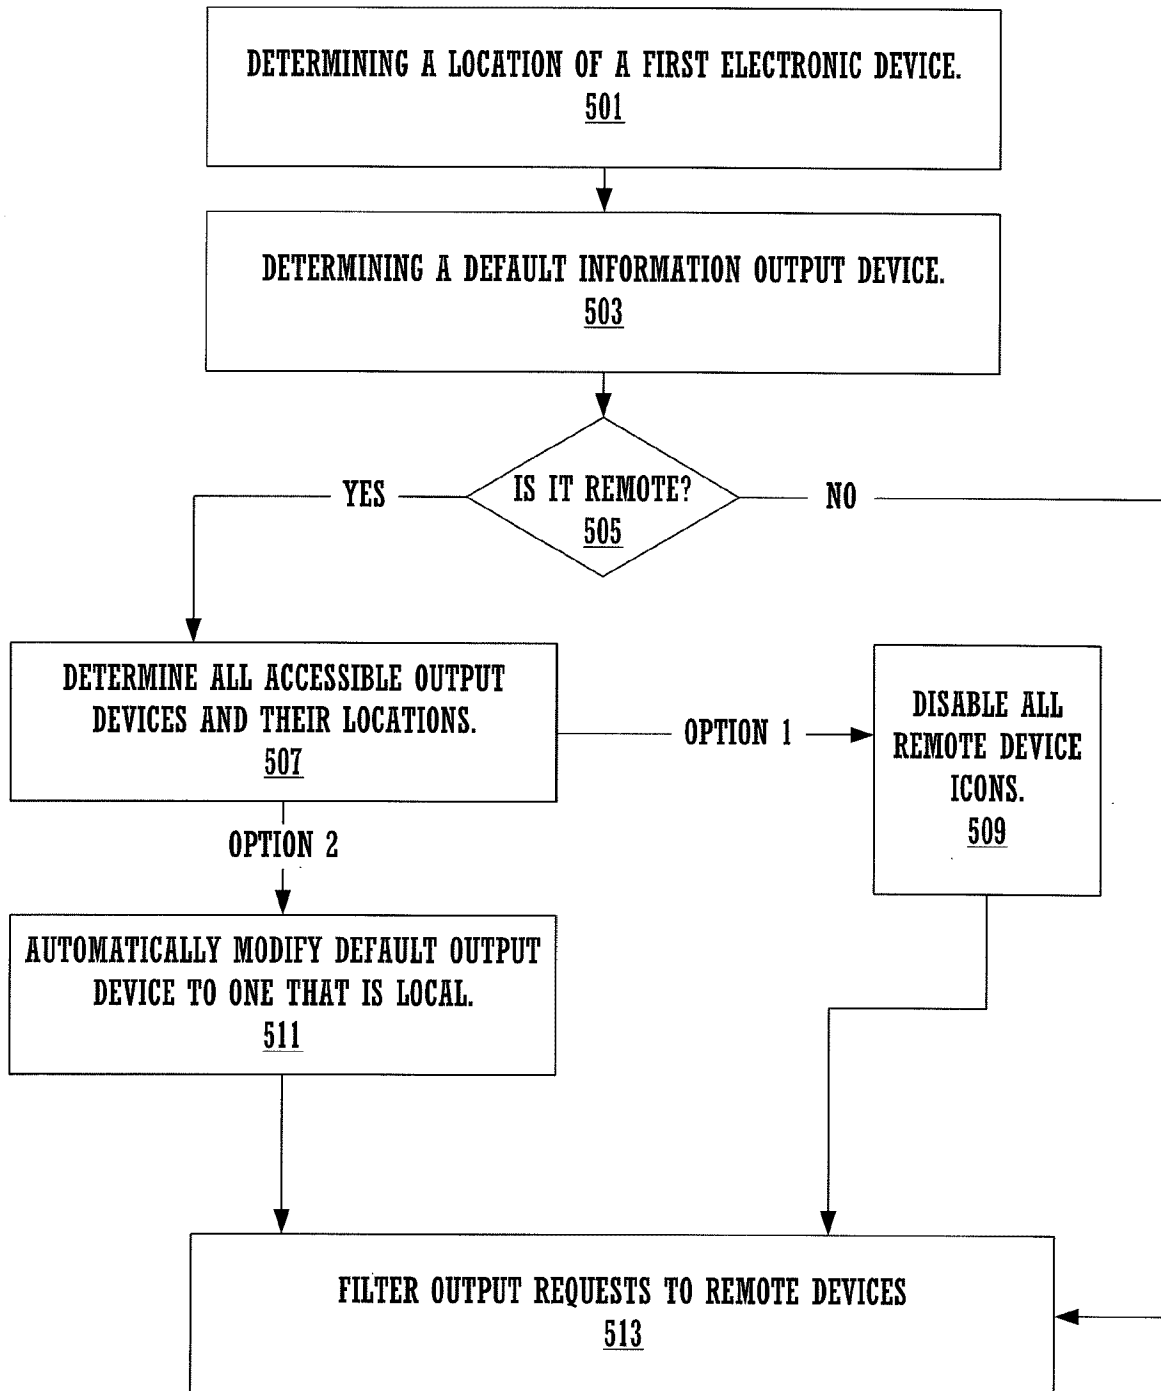 DETERMINING A LOCATION OF A FIRST ELECTRONIC DEVICE.
501
DETERMINING A DEFAULT INFORMATION OUTPUT DEVICE.
503
IS IT REMOTE?
505
YES
NO
DETERMINE ALL ACCESSIBLE OUTPUT
DEVICES AND THEIR LOCATIONS.
507
OPTION 1
DISABLE ALL
REMOTE DEVICE
ICONS.
509
OPTION 2
AUTOMATICALLY MODIFY DEFAULT OUTPUT
DEVICE TO ONE THAT IS LOCAL.
511
FILTER OUTPUT REQUESTS TO REMOTE DEVICES
513